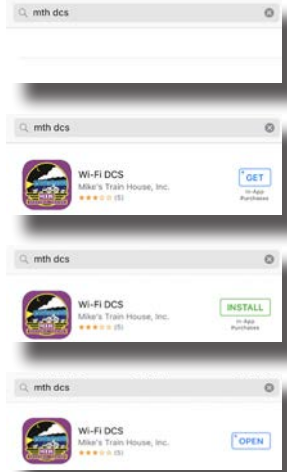 mth dcs
mth dcs
Wi-Fi DCS
Mike's Train House, Inc.
(5)
GET
In-App
Purchases
mth dcs
Wi-Fi DCS
Mike's Train House, Inc.
(5)
INSTALL
In-App
Purchases
mth dcs
Wi-Fi DCS
Mike's Train House, Inc.
(5)
OPEN